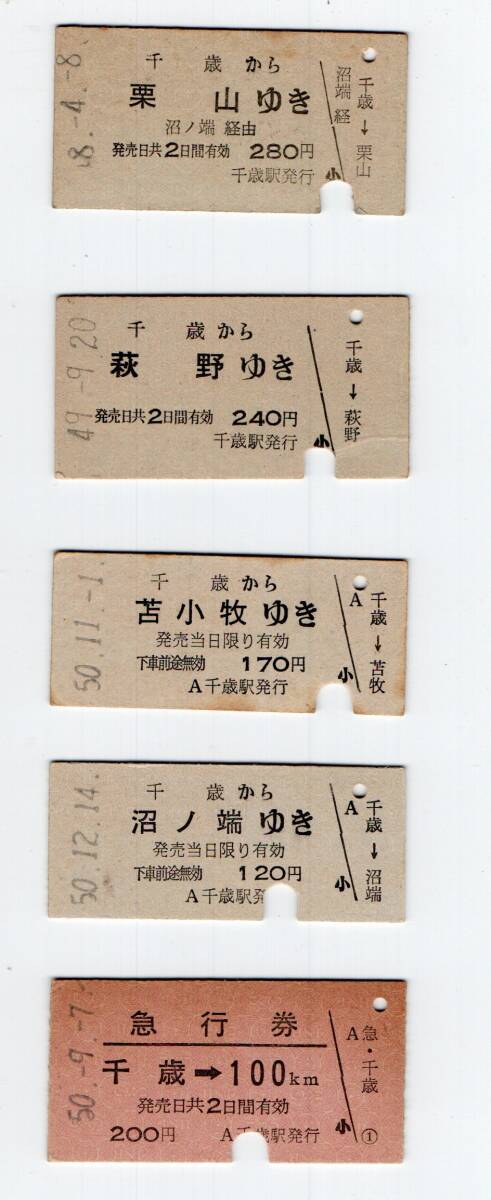 8.-4.-8
千歳から
栗山ゆき
沼ノ端 経由
発売日共2日間有効 280円
千歳駅発行
千歳→栗山
沼端経
小
49.-9.20
千歳から
萩野ゆき
発売日共2日間有効 240円
千歳駅発行
千歳→萩野
小
50.11.-1
千歳から
苫小牧ゆき
発売当日限り有効
下車前途無効 170円
A千歳駅発行
千歳→苫牧
A
小
50.12.14
千歳から
沼ノ端ゆき
発売当日限り有効
下車前途無効 120円
A千歳駅発
千歳→沼端
A
小
50.-9.-7
急行券
千歳→100km
発売日共2日間有効
200円 A千歳駅発行
急・千歳
A
小
①